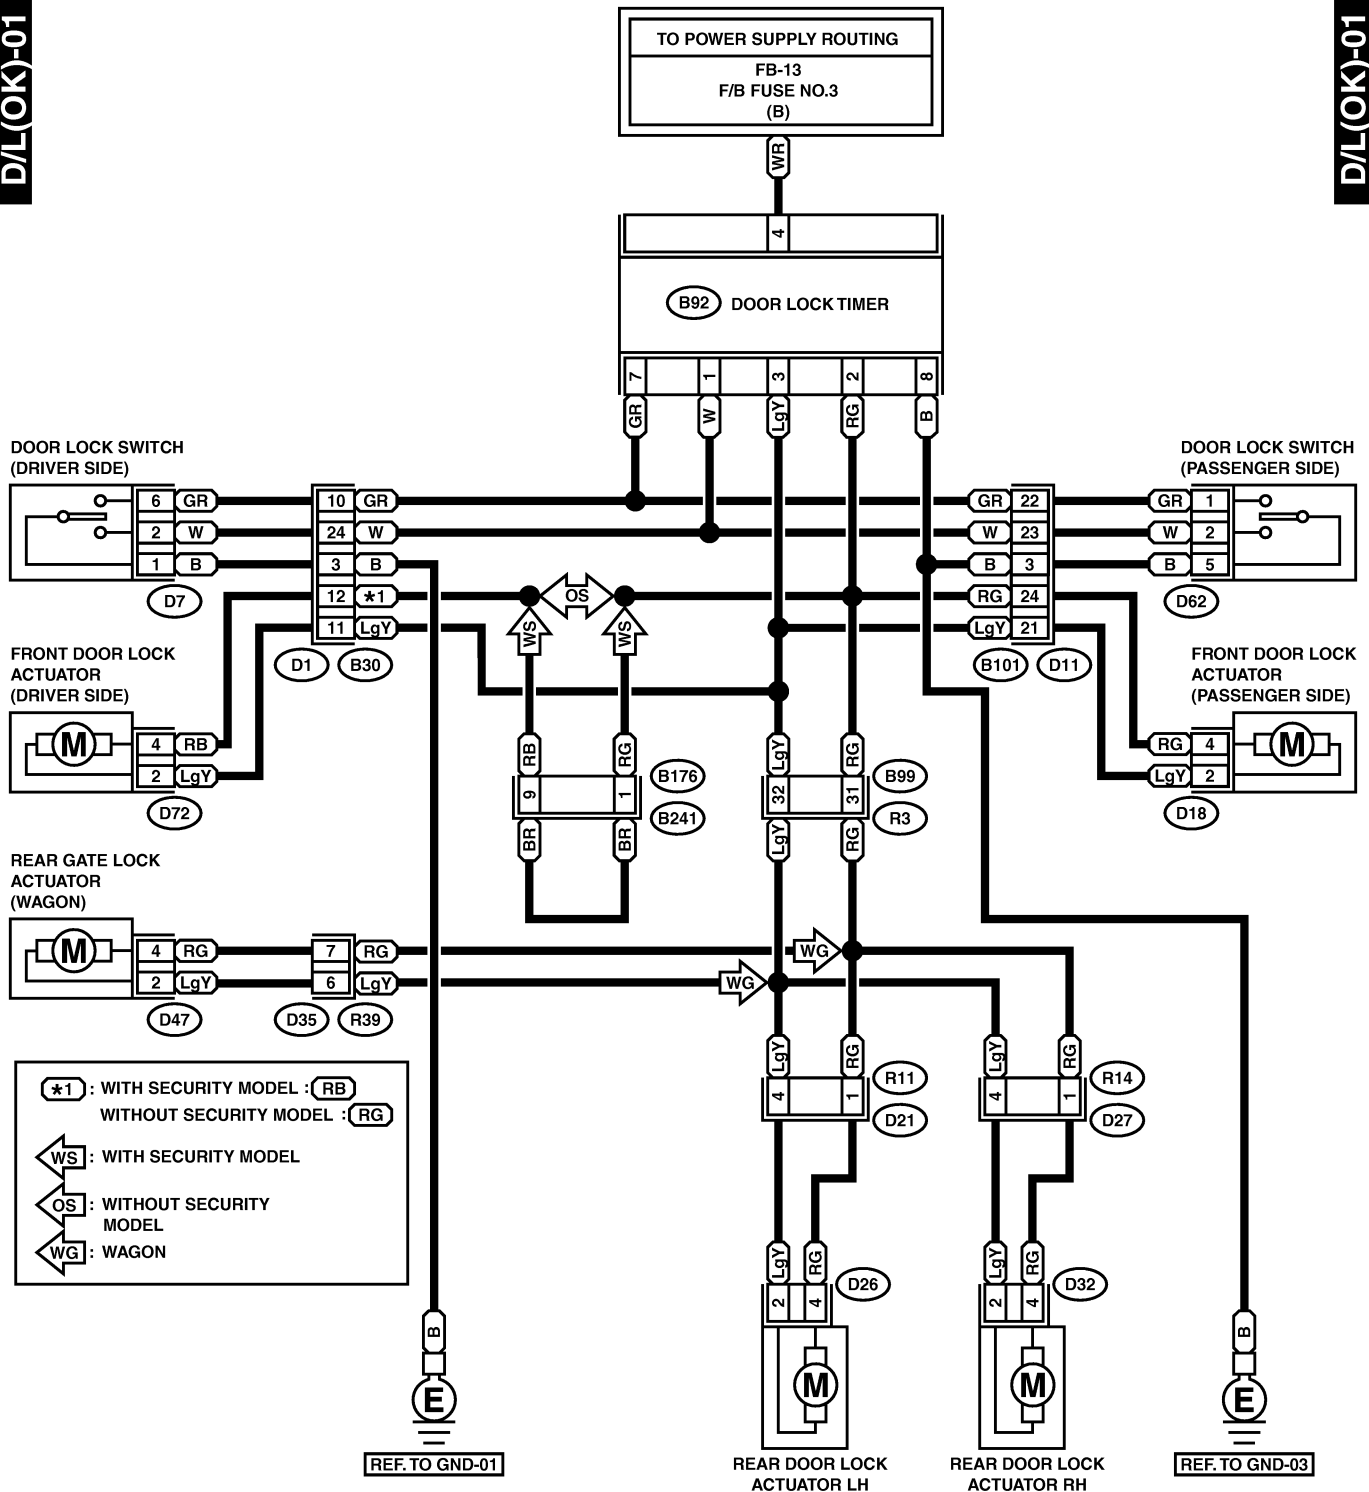 D/L(OK)-01
D/L(OK)-01
TO POWER SUPPLY ROUTING
FB-13
F/B FUSE NO.3
(B)
WR
4
B92 DOOR LOCK TIMER
7 1 3 2 8
GR W LgY RG B
DOOR LOCK SWITCH
(DRIVER SIDE)
6 GR
2 W
1 B
D7
10 GR
24 W
3 B
12 *1
11 LgY
D1 B30
OS
WS WS
DOOR LOCK SWITCH
(PASSENGER SIDE)
GR 22
W 23
B 3
RG 24
LgY 21
B101 D11
GR 1
W 2
B 5
D62
FRONT DOOR LOCK
ACTUATOR
(DRIVER SIDE)
M
4 RB
2 LgY
D72
FRONT DOOR LOCK
ACTUATOR
(PASSENGER SIDE)
RG 4
LgY 2
M
D18
RB RG
9 1
B176
B241
BR BR
LgY RG
32 31
B99
R3
LgY RG
REAR GATE LOCK
ACTUATOR
(WAGON)
M
4 RG
2 LgY
D47
7 RG
6 LgY
D35 R39
WG
WG
LgY RG
4 1
R11
D21
LgY RG
4 1
R14
D27
*1 : WITH SECURITY MODEL : RB
WITHOUT SECURITY MODEL : RG
WS : WITH SECURITY MODEL
OS : WITHOUT SECURITY
MODEL
WG : WAGON
LgY RG
2 4
D26
M
REAR DOOR LOCK
ACTUATOR LH
LgY RG
2 4
D32
M
REAR DOOR LOCK
ACTUATOR RH
B
E
REF. TO GND-01
B
E
REF. TO GND-03